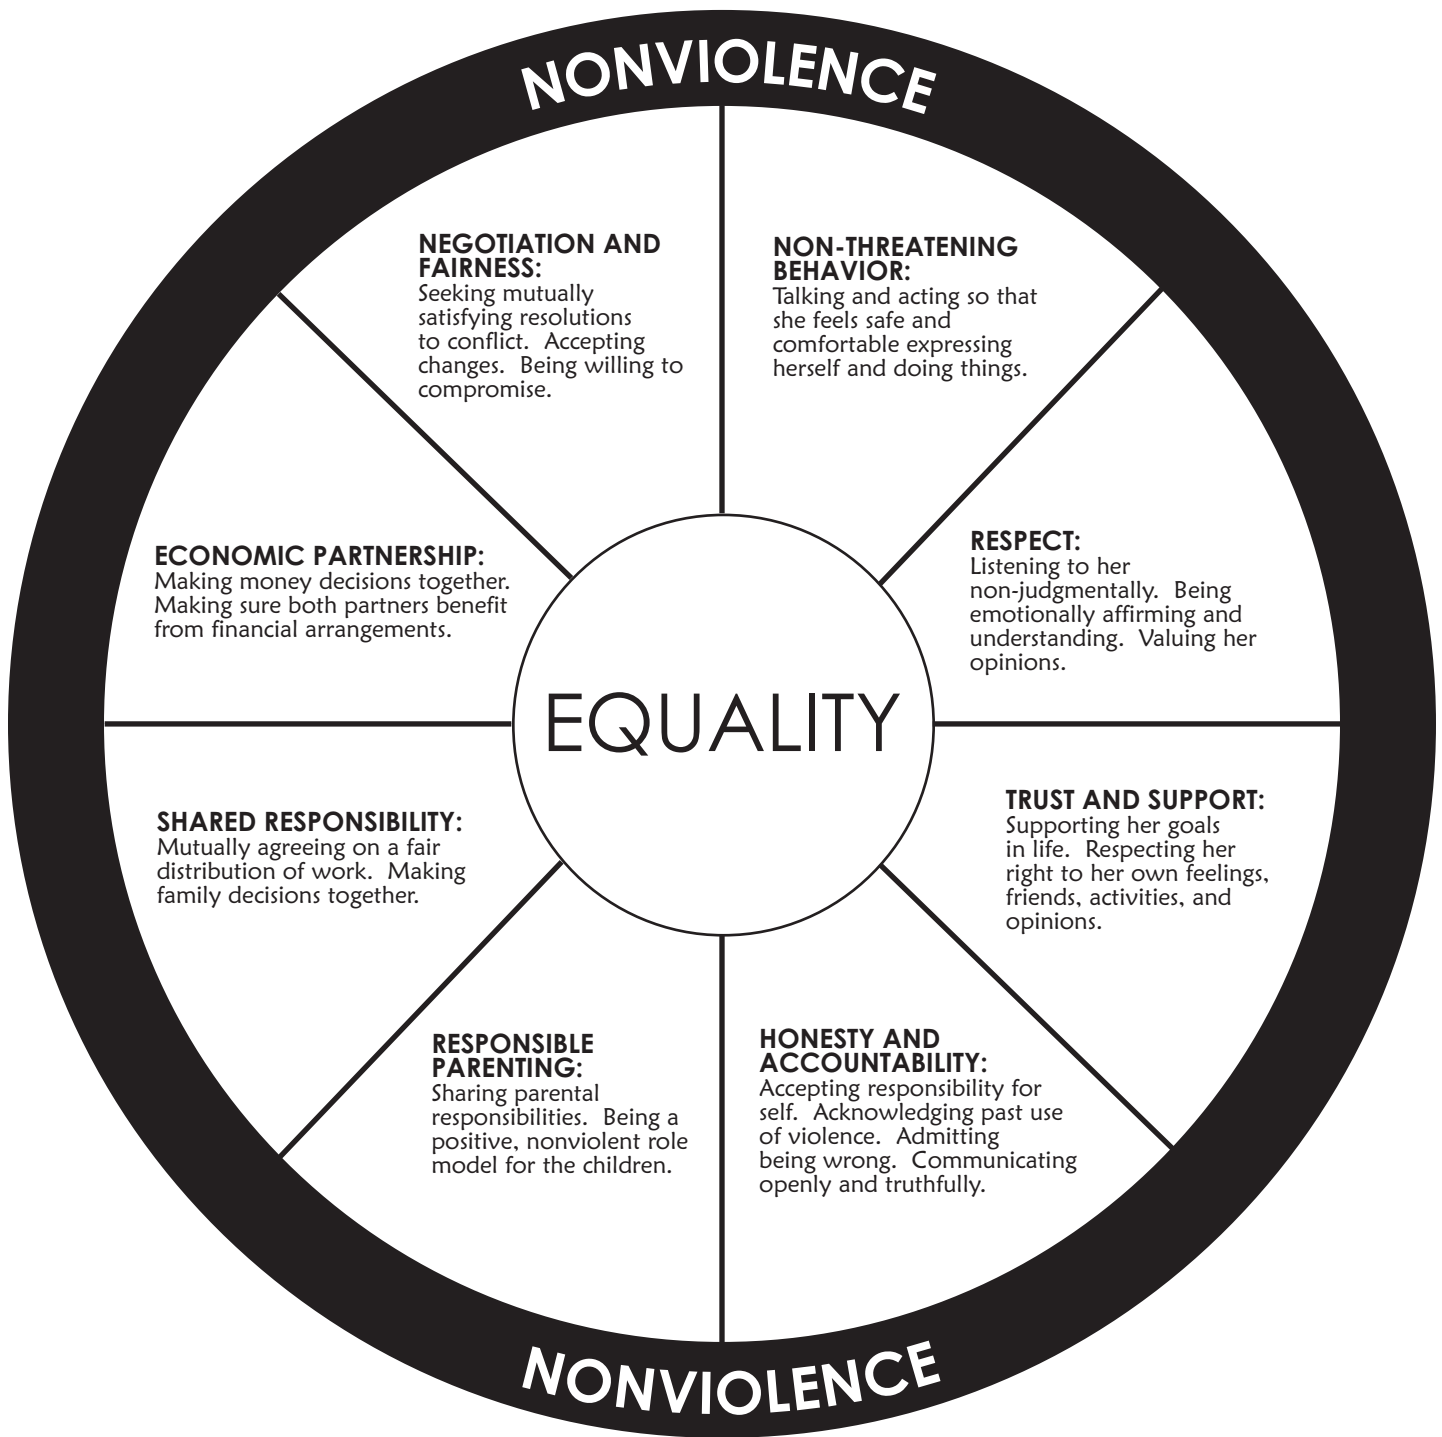 NONVIOLENCE
NEGOTIATION AND
FAIRNESS:
Seeking mutually
satisfying resolutions
to conflict.  Accepting
changes.  Being willing to
compromise.
NON-THREATENING
BEHAVIOR:
Talking and acting so that
she feels safe and
comfortable expressing
herself and doing things.
RESPECT:
Listening to her
non-judgmentally.  Being
emotionally affirming and
understanding.  Valuing her
opinions.
TRUST AND SUPPORT:
Supporting her goals
in life.  Respecting her
right to her own feelings,
friends, activities, and
opinions.
HONESTY AND
ACCOUNTABILITY:
Accepting responsibility for
self.  Acknowledging past use
of violence.  Admitting
being wrong.  Communicating
openly and truthfully.
RESPONSIBLE
PARENTING:
Sharing parental
responsibilities.  Being a
positive, nonviolent role
model for the children.
SHARED RESPONSIBILITY:
Mutually agreeing on a fair
distribution of work.  Making
family decisions together.
ECONOMIC PARTNERSHIP:
Making money decisions together.
Making sure both partners benefit
from financial arrangements.
EQUALITY
NONVIOLENCE